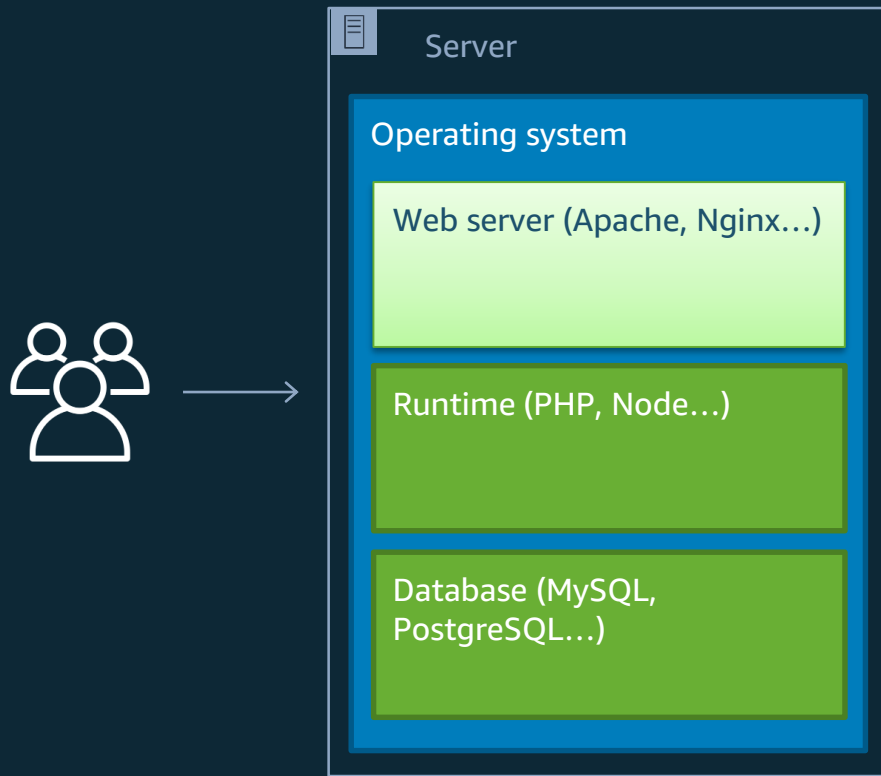 Server
Operating system
Web server (Apache, Nginx…)
Runtime (PHP, Node…)
Database (MySQL,
PostgreSQL…)